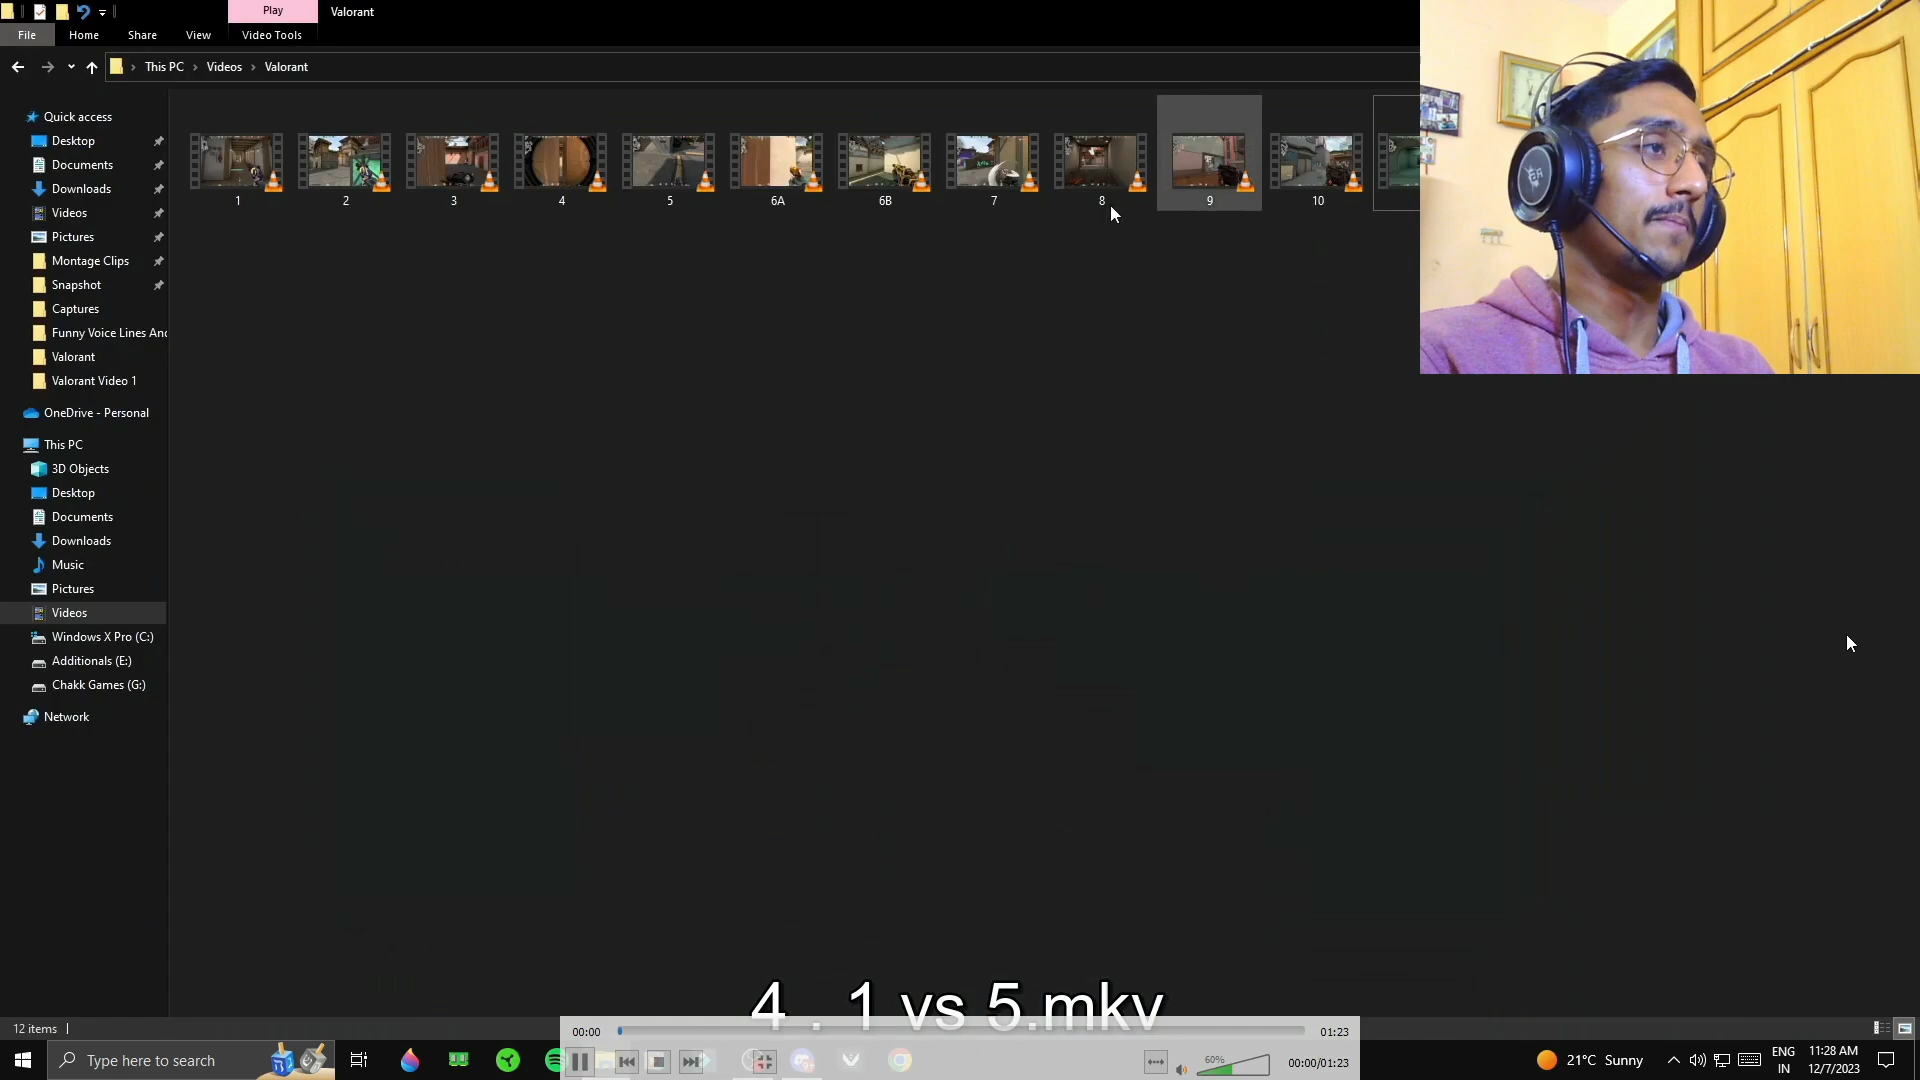 Play
Valorant
File
Home
Share
View
Video Tools
This PC
Videos
Valorant
Quick access
Desktop
Documents
Downloads
Videos
Pictures
Montage Clips
Snapshot
Captures
Funny Voice Lines An
Valorant
Valorant Video 1
OneDrive - Personal
This PC
3D Objects
Desktop
Documents
Downloads
Music
Pictures
Videos
Windows X Pro (C:)
Additionals (E:)
Chakk Games (G:)
Network
1
2
3
4
5
6A
6B
7
8
9
10
4 . 1 vs 5.mkv
12 items
00:00
01:23
Type here to search
60%
00:00/01:23
21°C Sunny
ENG
IN
11:28 AM
12/7/2023